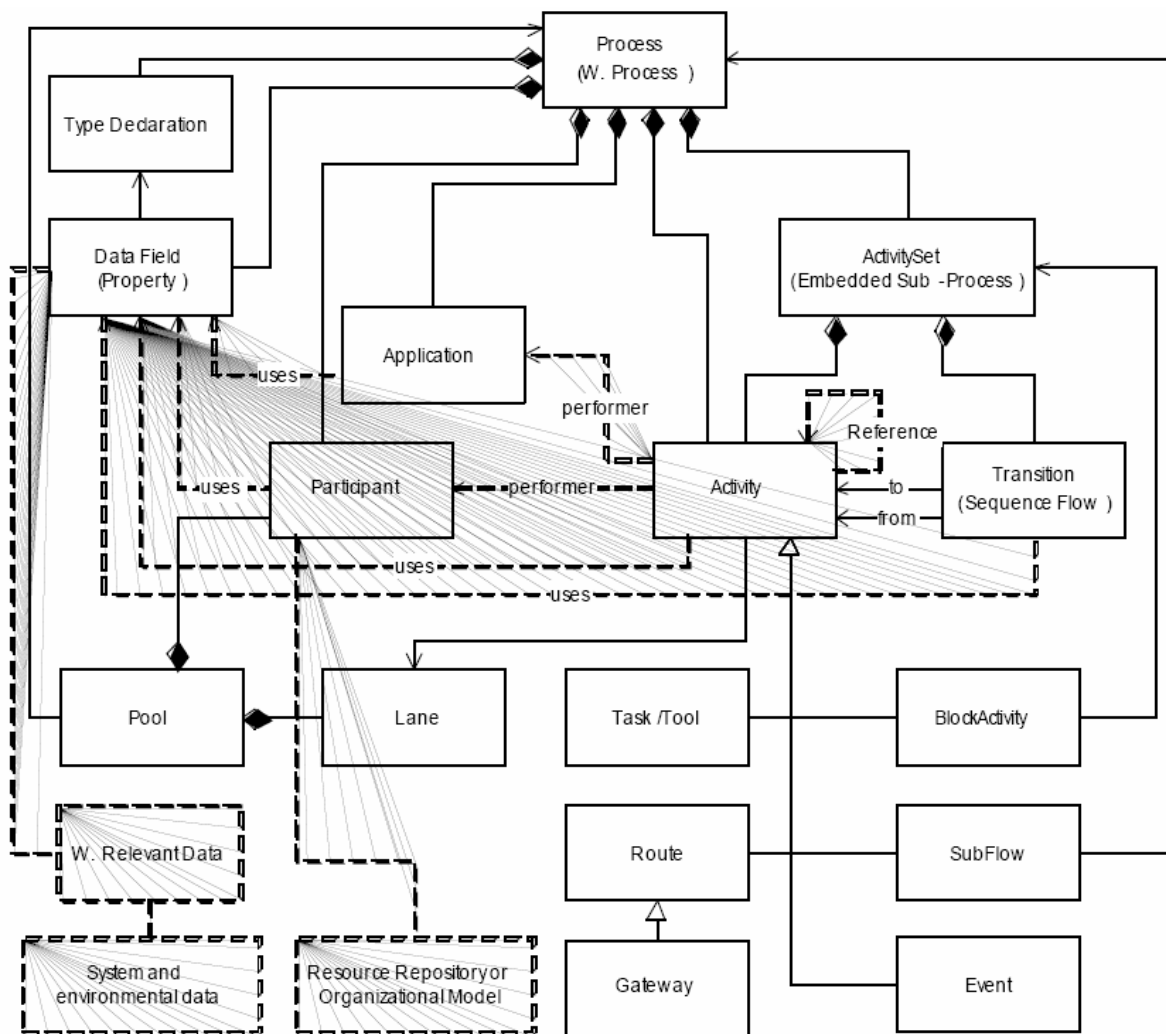 Process
(W. Process )
Type Declaration
Data Field
(Property )
ActivitySet
(Embedded Sub -Process )
Application
uses
performer
Reference
uses
Participant
performer
Activity
to
from
Transition
(Sequence Flow )
uses
uses
Pool
Lane
Task /Tool
BlockActivity
W. Relevant Data
Route
SubFlow
System and
environmental data
Resource Repository or
Organizational Model
Gateway
Event